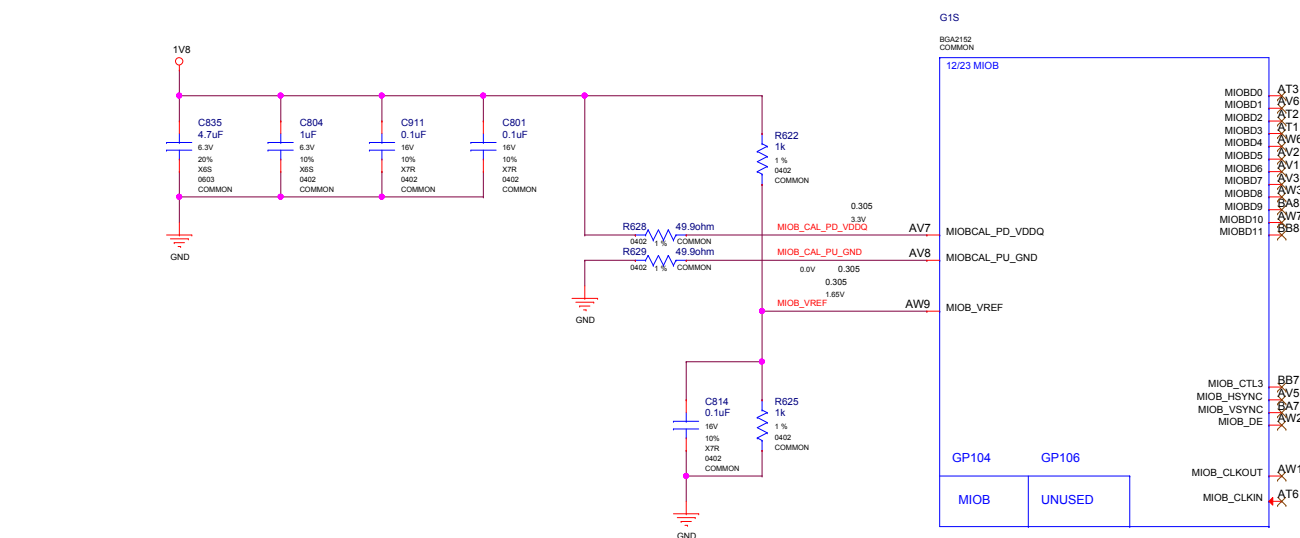 G1S
BGA2152
COMMON
12/23 MIOB
1V8
C835
4.7uF
6.3V
20%
X6S
0603
COMMON
C804
1uF
6.3V
10%
X6S
0402
COMMON
C911
0.1uF
16V
10%
X7R
0402
COMMON
C801
0.1uF
16V
10%
X7R
0402
COMMON
GND
R622
1k
1 %
0402
COMMON
R628 49.9ohm
0402 1 % COMMON
R629 49.9ohm
0402 1 % COMMON
GND
0.305
3.3V
MIOB_CAL_PD_VDDQ AV7 MIOBCAL_PD_VDDQ
MIOB_CAL_PU_GND AV8 MIOBCAL_PU_GND
0.0V 0.305
0.305
1.65V
MIOB_VREF AW9 MIOB_VREF
C814
0.1uF
16V
10%
X7R
0402
COMMON
R625
1k
1 %
0402
COMMON
GND
MIOBD0 AT3
MIOBD1 AV6
MIOBD2 AT2
MIOBD3 AT1
MIOBD4 AW6
MIOBD5 AV2
MIOBD6 AV1
MIOBD7 AV3
MIOBD8 AW3
MIOBD9 BA8
MIOBD10 AW7
MIOBD11 BB8
MIOB_CTL3 BB7
MIOB_HSYNC AV5
MIOB_VSYNC BA7
MIOB_DE AW2
MIOB_CLKOUT AW1
MIOB_CLKIN AT6
GP104 GP106
MIOB UNUSED